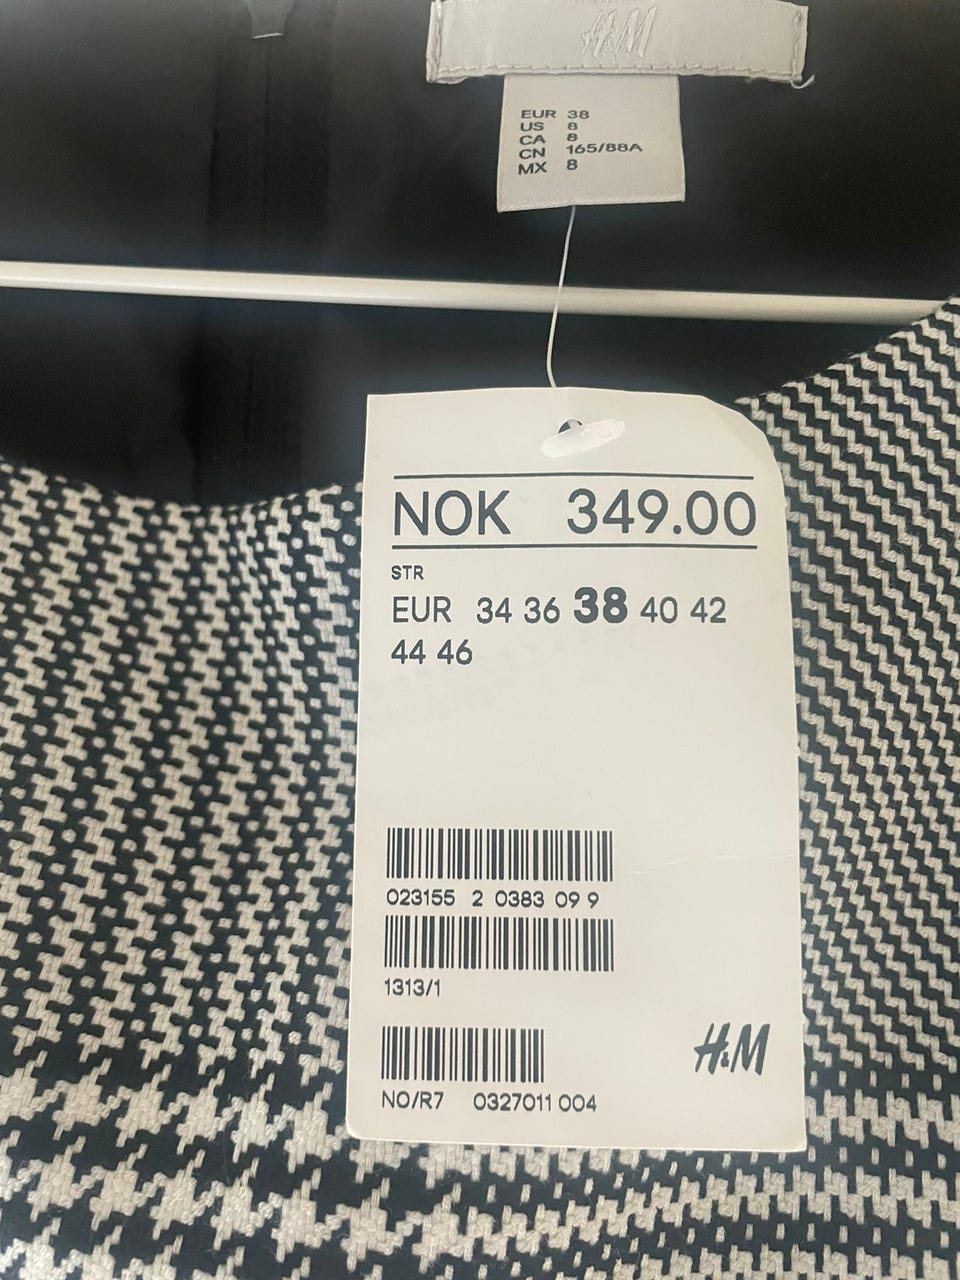 H&M
EUR 38
US 8
CA 8
CN 165/88A
MX 8
NOK 349.00
STR
EUR 34 36 38 40 42
44 46
023155 2 0383 09 9
1313/1
H&M
NO/R7 0327011 004